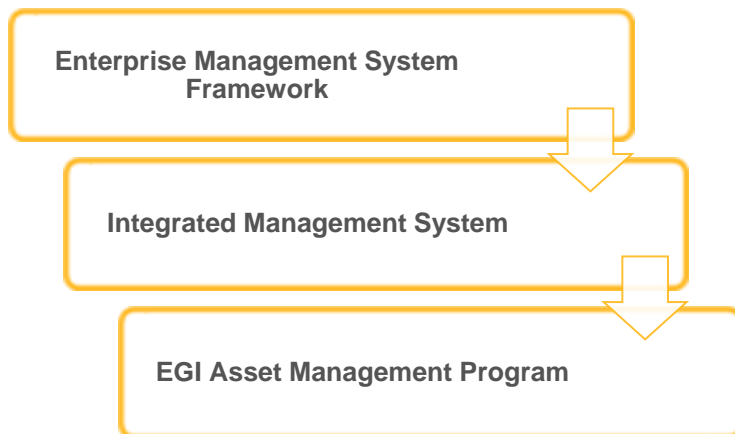 Enterprise Management System
Framework
Integrated Management System
EGI Asset Management Program